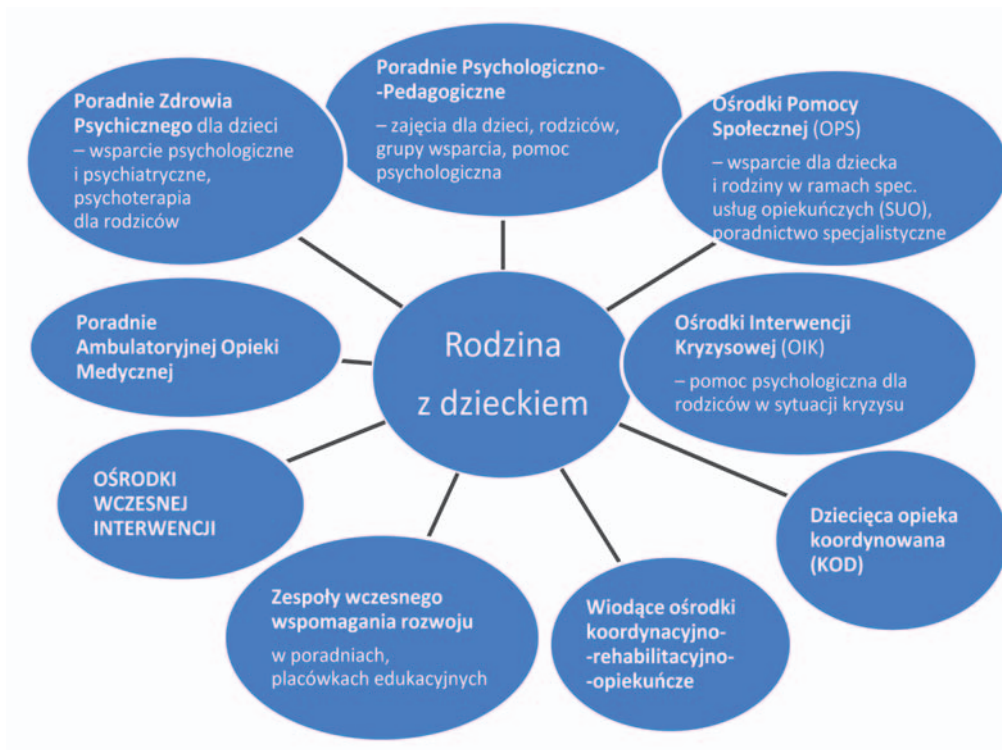 Poradnie Zdrowia
Psychicznego dla dzieci
– wsparcie psychologiczne
i psychiatryczne,
psychoterapia
dla rodziców
Poradnie Psychologiczno-
-Pedagogiczne
– zajęcia dla dzieci, rodziców,
grupy wsparcia, pomoc
psychologiczna
Ośrodki Pomocy
Społecznej (OPS)
– wsparcie dla dziecka
i rodziny w ramach spec.
usług opiekuńczych (SUO),
poradnictwo specjalistyczne
Poradnie
Ambulatoryjnej Opieki
Medycznej
Rodzina
z dzieckiem
Ośrodki Interwencji
Kryzysowej (OIK)
– pomoc psychologiczna dla
rodziców w sytuacji kryzysu
OŚRODKI
WCZESNEJ
INTERWENCJI
Dziecięca opieka
koordynowana
(KOD)
Zespoły wczesnego
wspomagania rozwoju
w poradniach,
placówkach edukacyjnych
Wiodące ośrodki
koordynacyjno-
-rehabilitacyjno-
-opiekuńcze